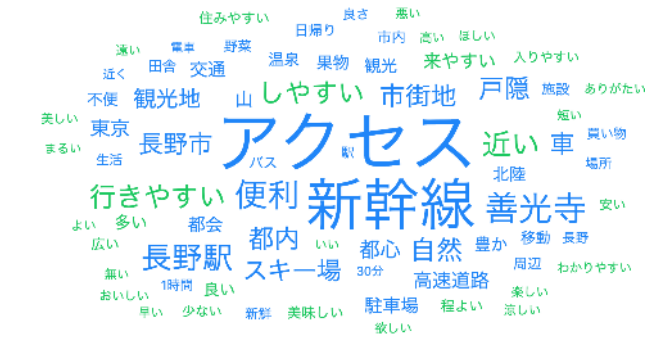 住みやすい 良さ 悪い
日帰り
遠い 電車 野菜 市内 高い ほしい
近く 田舎 交通 温泉 果物 観光 来やすい 入りやすい
不便 観光地 山 しやすい 市街地 戸隠 施設 ありがたい
美しい 東京 長野市 アクセス 近い 車 短い 買い物
まるい 生活 バス 駅 北陸 場所
行きやすい 便利 新幹線 善光寺 安い
よい 多い 都会 都内 いい 都心 自然 豊か 移動 長野
広い 長野駅 スキー場 30分 高速道路 周辺 わかりやすい
無い 1時間 良い 楽しい
おいしい 早い 少ない 新鮮 美味しい 駐車場 程よい 涼しい
欲しい